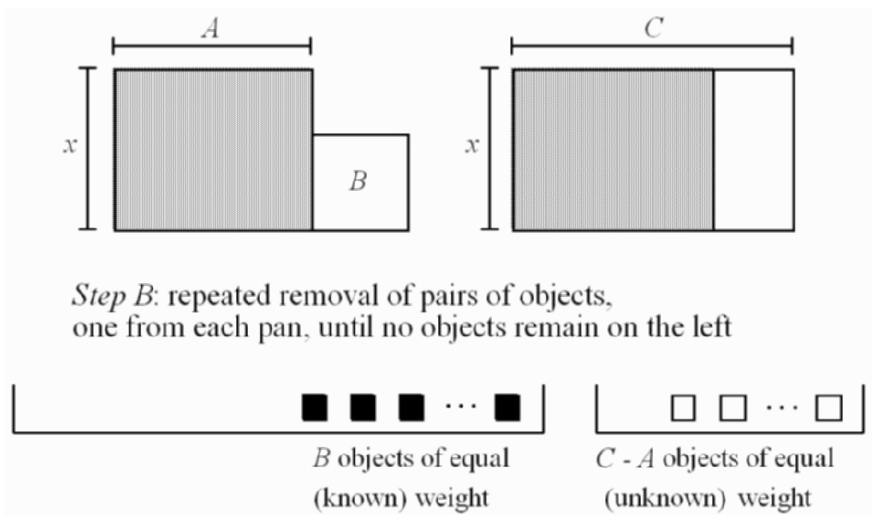 A
C
x
x
B
Step B: repeated removal of pairs of objects,
one from each pan, until no objects remain on the left
...
...
B objects of equal
(known) weight
C - A objects of equal
(unknown) weight